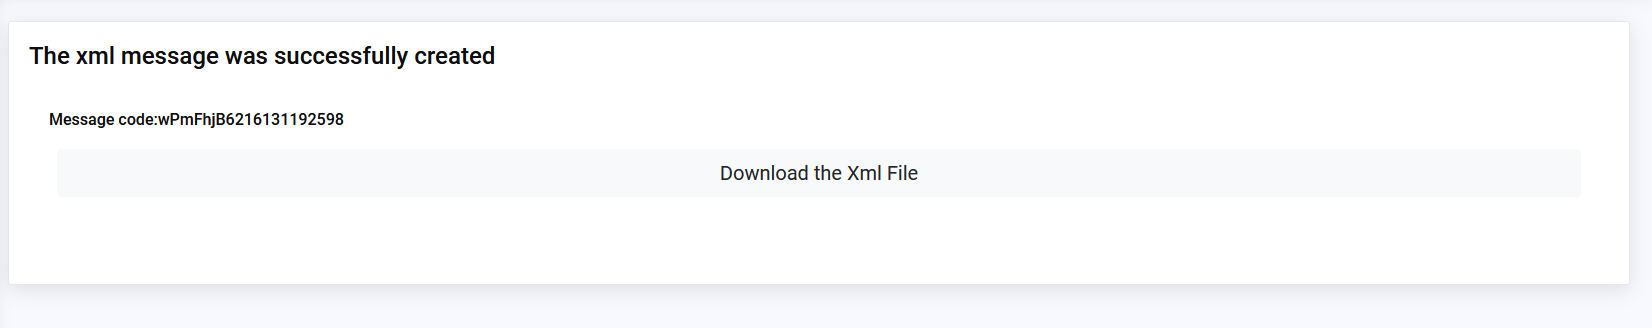 The xml message was successfully created
Message code:wPmFhjB6216131192598
Download the Xml File